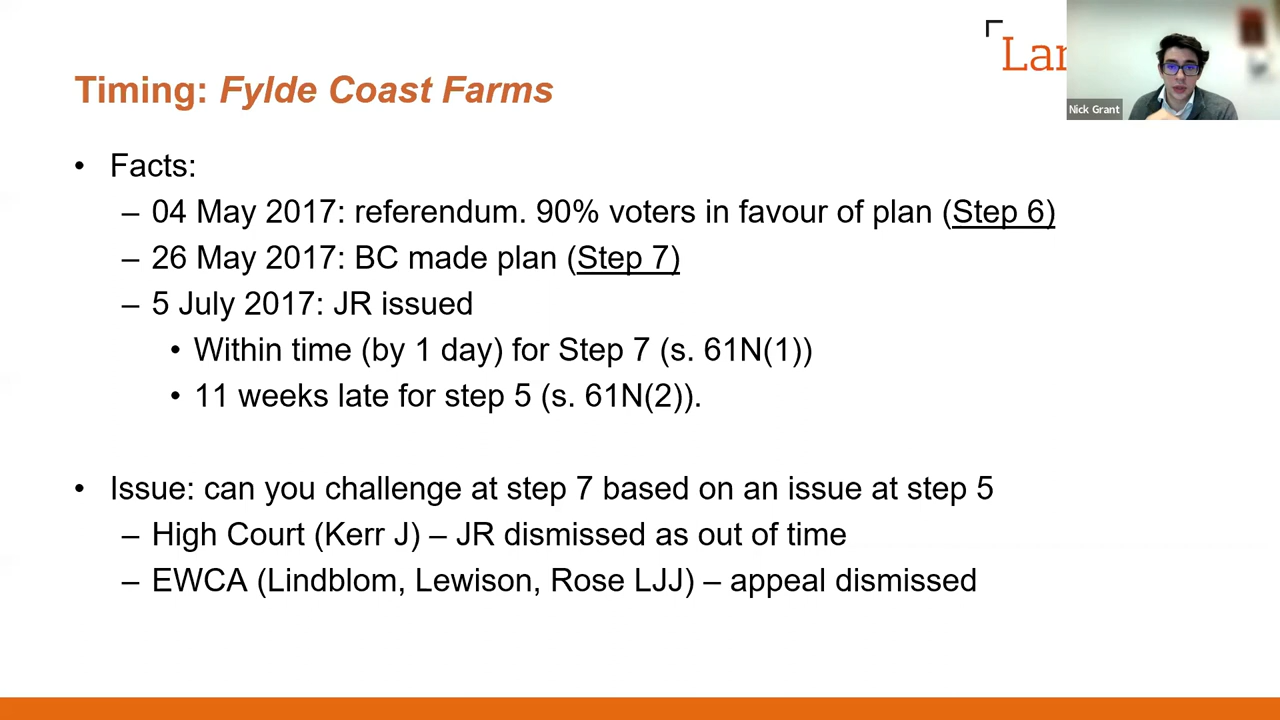 Lan
Nick Grant
Timing: Fylde Coast Farms
• Facts:
– 04 May 2017: referendum. 90% voters in favour of plan (Step 6)
– 26 May 2017: BC made plan (Step 7)
– 5 July 2017: JR issued
• Within time (by 1 day) for Step 7 (s. 61N(1))
• 11 weeks late for step 5 (s. 61N(2)).
• Issue: can you challenge at step 7 based on an issue at step 5
– High Court (Kerr J) – JR dismissed as out of time
– EWCA (Lindblom, Lewison, Rose LJJ) – appeal dismissed